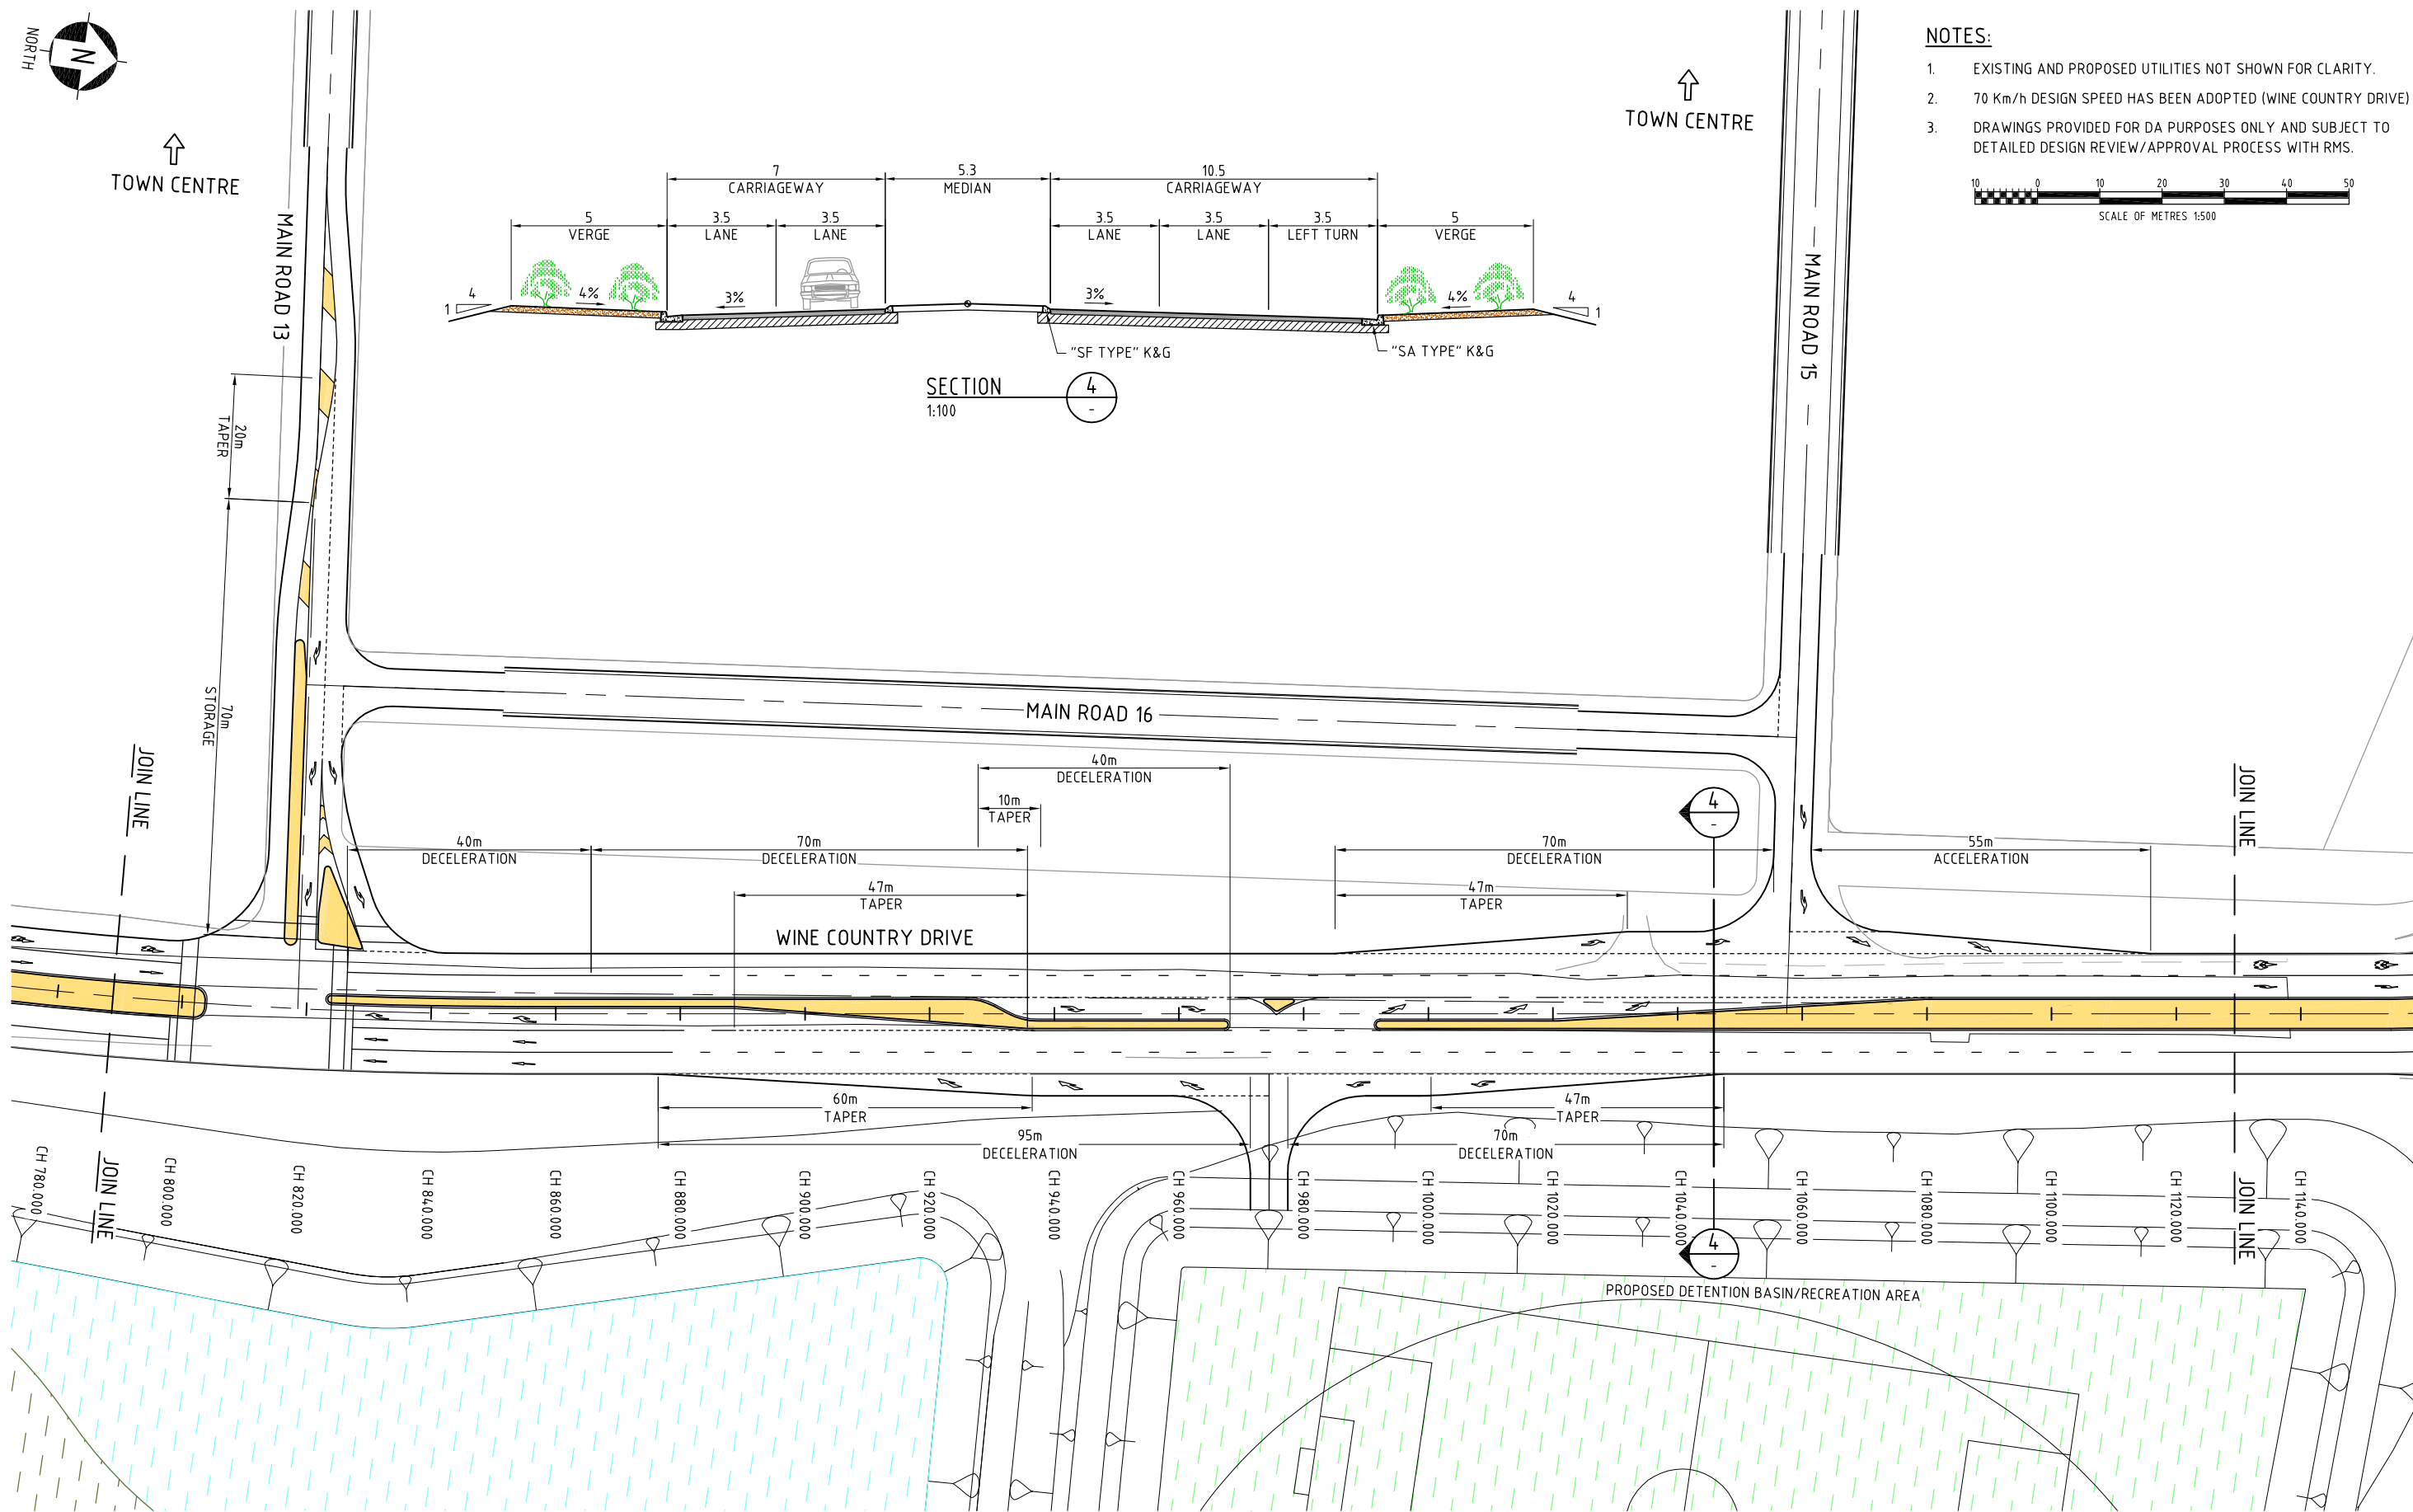 N
NORTH
TOWN CENTRE
MAIN ROAD 13
20m
TAPER
70m
STORAGE
JOIN LINE
7
CARRIAGEWAY
5.3
MEDIAN
10.5
CARRIAGEWAY
5
VERGE
3.5
LANE
3.5
LANE
3.5
LANE
3.5
LANE
3.5
LEFT TURN
5
VERGE
4
1
4%
3%
3%
4%
4
1
"SF TYPE" K&G
"SA TYPE" K&G
SECTION
1:100
4
-
TOWN CENTRE
MAIN ROAD 15
NOTES:
1. EXISTING AND PROPOSED UTILITIES NOT SHOWN FOR CLARITY.
2. 70 Km/h DESIGN SPEED HAS BEEN ADOPTED (WINE COUNTRY DRIVE)
3. DRAWINGS PROVIDED FOR DA PURPOSES ONLY AND SUBJECT TO
DETAILED DESIGN REVIEW/APPROVAL PROCESS WITH RMS.
10 0 10 20 30 40 50
SCALE OF METRES 1:500
MAIN ROAD 16
40m
DECELERATION
10m
TAPER
40m
DECELERATION
70m
DECELERATION
47m
TAPER
70m
DECELERATION
47m
TAPER
4
-
55m
ACCELERATION
JOIN LINE
WINE COUNTRY DRIVE
60m
TAPER
95m
DECELERATION
47m
TAPER
70m
DECELERATION
CH 780.000
JOIN LINE
CH 800.000
CH 820.000
CH 840.000
CH 860.000
CH 880.000
CH 900.000
CH 920.000
CH 940.000
CH 960.000
CH 980.000
CH 1000.000
CH 1020.000
CH 1040.000
CH 1060.000
CH 1080.000
CH 1100.000
CH 1120.000
JOIN LINE
CH 1140.000
4
-
PROPOSED DETENTION BASIN/RECREATION AREA